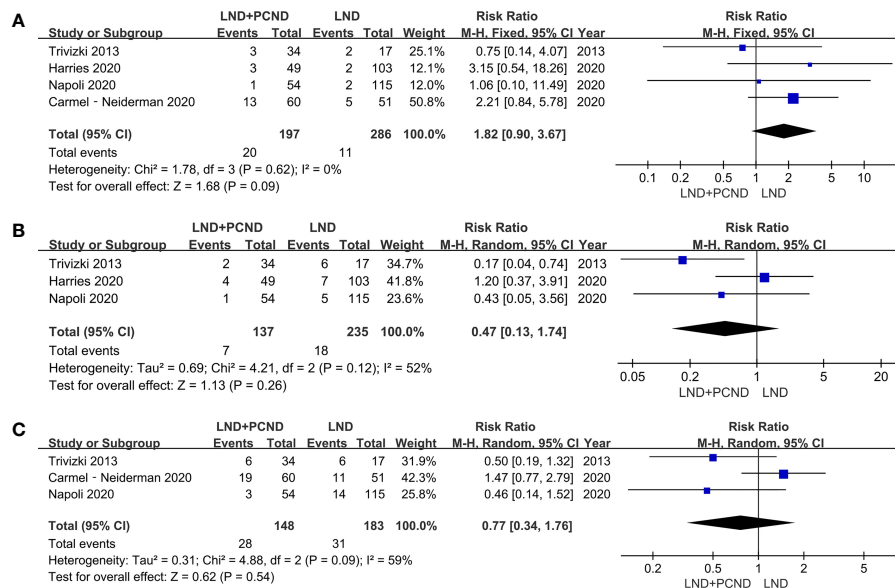 A
LND+PCND LND Risk Ratio Risk Ratio
Study or Subgroup Events Total Events Total Weight M-H, Fixed, 95% CI Year M-H, Fixed, 95% CI
Trivizki 2013 3 34 2 17 25.1% 0.75 [0.14, 4.07] 2013
Harries 2020 3 49 2 103 12.1% 3.15 [0.54, 18.26] 2020
Napoli 2020 1 54 2 115 12.0% 1.06 [0.10, 11.49] 2020
Carmel - Neiderman 2020 13 60 5 51 50.8% 2.21 [0.84, 5.78] 2020
Total (95% CI) 197 286 100.0% 1.82 [0.90, 3.67]
Total events 20 11
Heterogeneity: Chi² = 1.78, df = 3 (P = 0.62); I² = 0%
Test for overall effect: Z = 1.68 (P = 0.09)
0.1 0.2 0.5 1 2 5 10
LND+PCND LND
B
LND+PCND LND Risk Ratio Risk Ratio
Study or Subgroup Events Total Events Total Weight M-H, Random, 95% CI Year M-H, Random, 95% CI
Trivizki 2013 2 34 6 17 34.7% 0.17 [0.04, 0.74] 2013
Harries 2020 4 49 7 103 41.8% 1.20 [0.37, 3.91] 2020
Napoli 2020 1 54 5 115 23.6% 0.43 [0.05, 3.56] 2020
Total (95% CI) 137 235 100.0% 0.47 [0.13, 1.74]
Total events 7 18
Heterogeneity: Tau² = 0.69; Chi² = 4.21, df = 2 (P = 0.12); I² = 52%
Test for overall effect: Z = 1.13 (P = 0.26)
0.05 0.2 1 5 20
LND+PCND LND
C
LND+PCND LND Risk Ratio Risk Ratio
Study or Subgroup Events Total Events Total Weight M-H, Random, 95% CI Year M-H, Random, 95% CI
Trivizki 2013 6 34 6 17 31.9% 0.50 [0.19, 1.32] 2013
Carmel - Neiderman 2020 19 60 11 51 42.3% 1.47 [0.77, 2.79] 2020
Napoli 2020 3 54 14 115 25.8% 0.46 [0.14, 1.52] 2020
Total (95% CI) 148 183 100.0% 0.77 [0.34, 1.76]
Total events 28 31
Heterogeneity: Tau² = 0.31; Chi² = 4.88, df = 2 (P = 0.09); I² = 59%
Test for overall effect: Z = 0.62 (P = 0.54)
0.2 0.5 1 2 5
LND+PCND LND